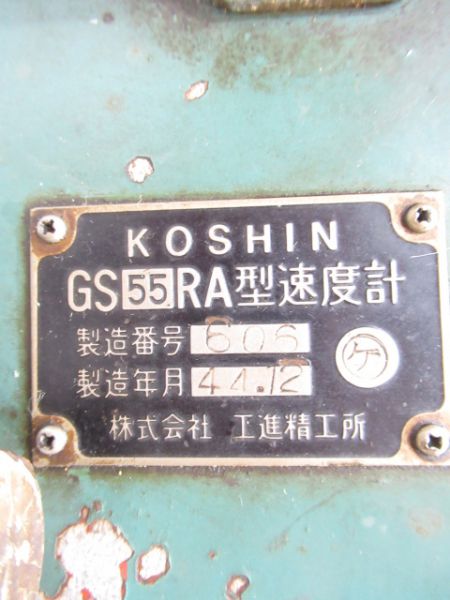 KOSHIN
GS55RA型速度計
製造番号 606
製造年月 44.12
ケ
株式会社 工進精工所